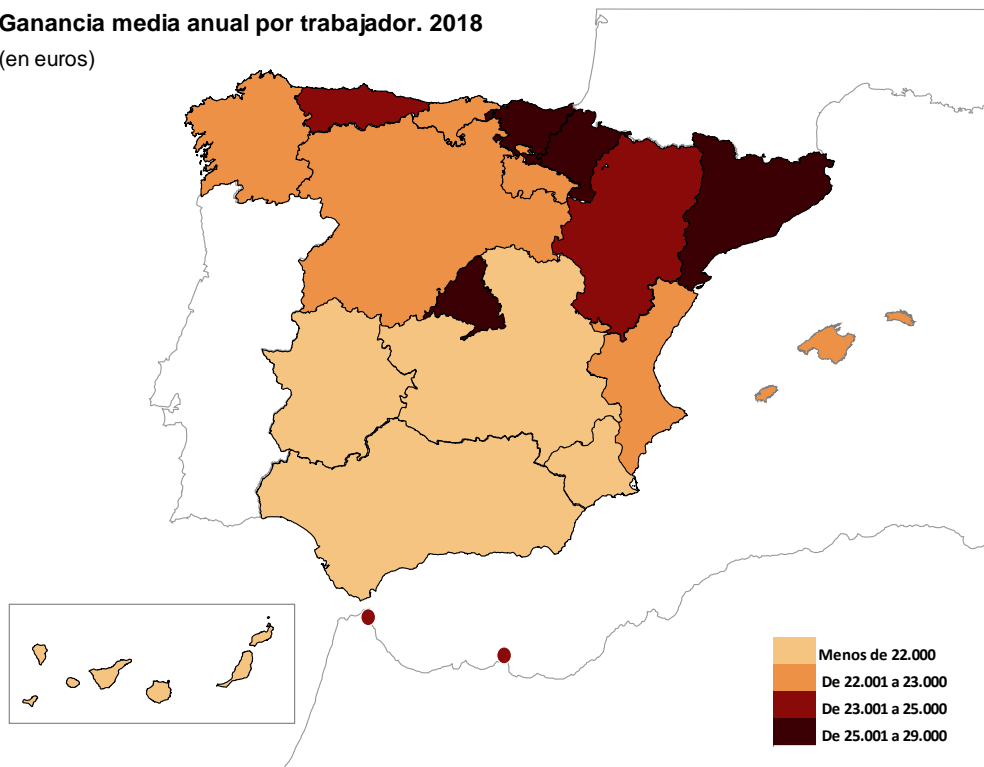 Ganancia media anual por trabajador. 2018
(en euros)
Menos de 22.000
De 22.001 a 23.000
De 23.001 a 25.000
De 25.001 a 29.000